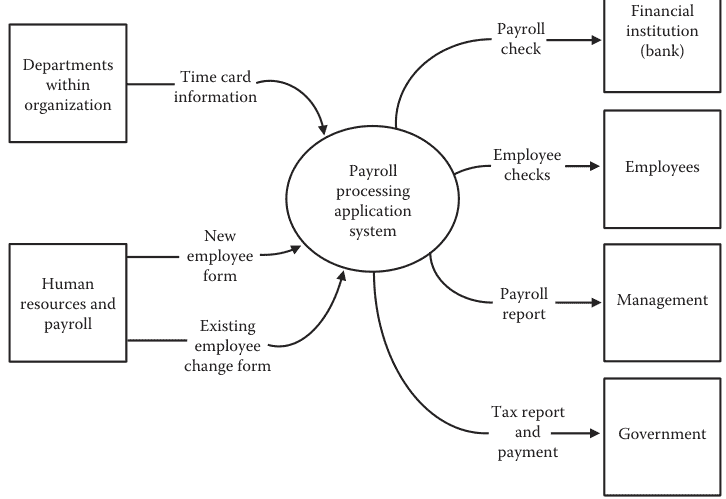 Departments
within
organization
Time card
information
Payroll
check
Financial
institution
(bank)
Employee
checks
Employees
Payroll
processing
application
system
New
employee
form
Human
resources and
payroll
Existing
employee
change form
Payroll
report
Management
Tax report
and
payment
Government